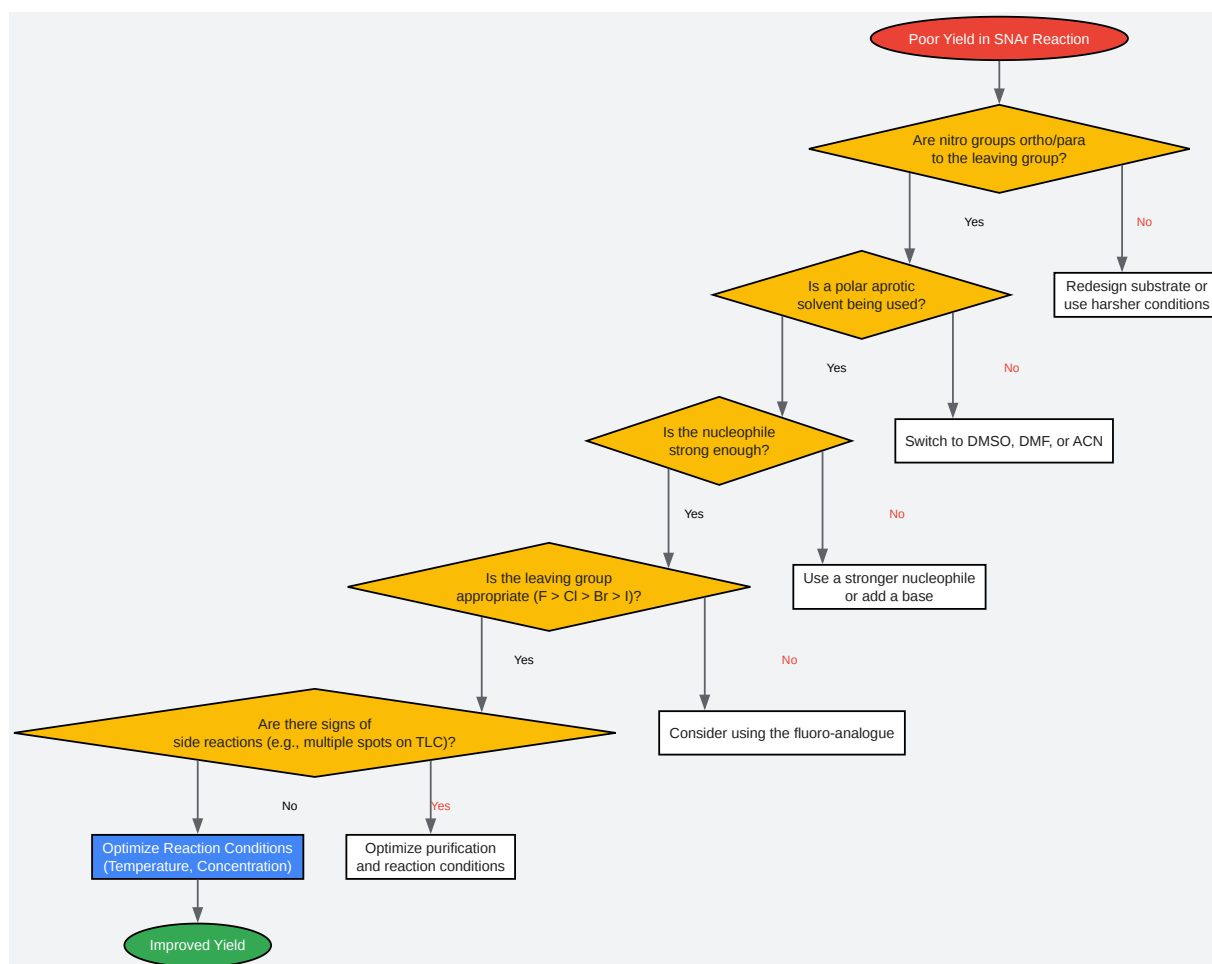 Poor Yield in SNAr Reaction
Are nitro groups ortho/para
to the leaving group?
Yes
No
Is a polar aprotic
solvent being used?
Redesign substrate or
use harsher conditions
Yes
No
Is the nucleophile
strong enough?
Switch to DMSO, DMF, or ACN
Yes
No
Is the leaving group
appropriate (F > Cl > Br > I)?
Use a stronger nucleophile
or add a base
Yes
No
Are there signs of
side reactions (e.g., multiple spots on TLC)?
Consider using the fluoro-analogue
No
Yes
Optimize Reaction Conditions
(Temperature, Concentration)
Optimize purification
and reaction conditions
Improved Yield